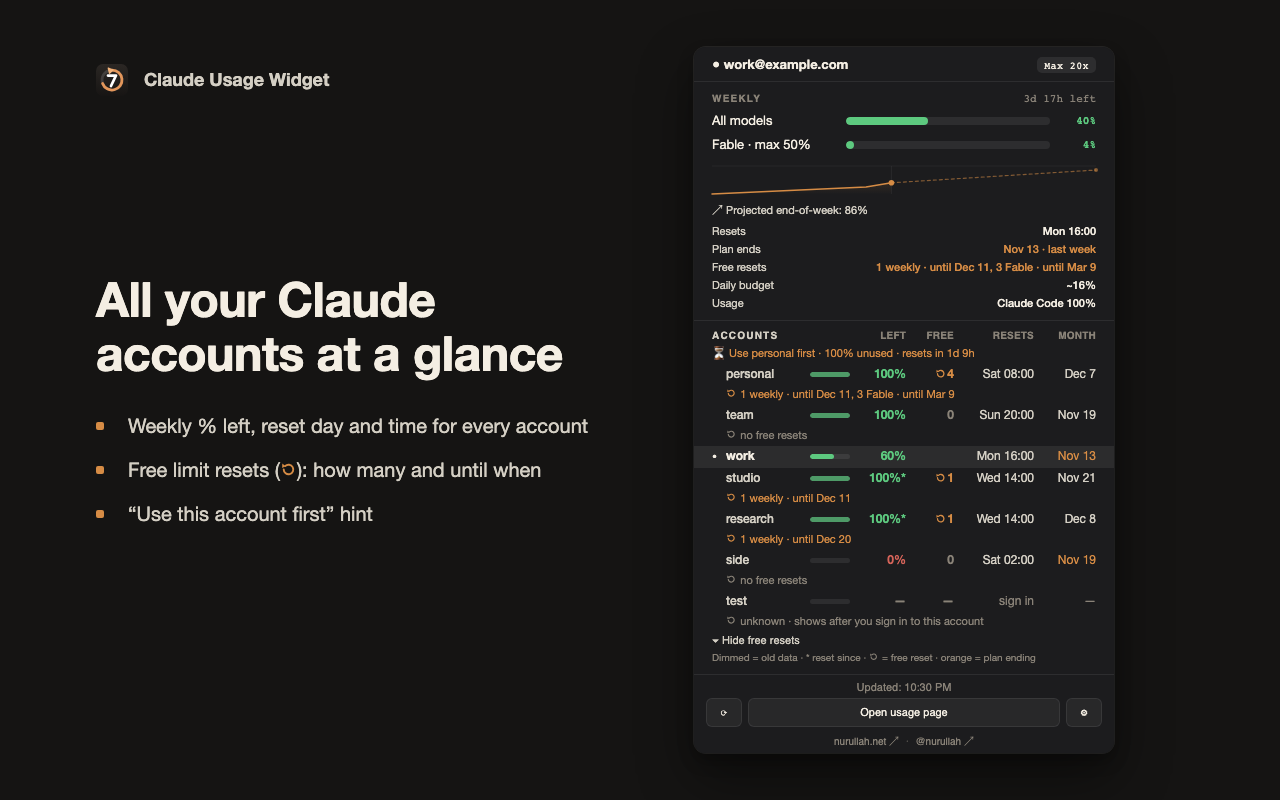 7 Claude Usage Widget
All your Claude
accounts at a glance
Weekly % left, reset day and time for every account
Free limit resets (↺): how many and until when
“Use this account first” hint
● work@example.com Max 20x
WEEKLY 3d 17h left
All models 40%
Fable · max 50% 4%
↗ Projected end-of-week: 86%
Resets Mon 16:00
Plan ends Nov 13 · last week
Free resets 1 weekly · until Dec 11, 3 Fable · until Mar 9
Daily budget ~16%
Usage Claude Code 100%
ACCOUNTS LEFT FREE RESETS MONTH
⏳ Use personal first · 100% unused · resets in 1d 9h
personal 100% ↺4 Sat 08:00 Dec 7
↺ 1 weekly · until Dec 11, 3 Fable · until Mar 9
team 100% 0 Sun 20:00 Nov 19
↺ no free resets
• work 60% Mon 16:00 Nov 13
studio 100%* ↺1 Wed 14:00 Nov 21
↺ 1 weekly · until Dec 11
research 100%* ↺1 Wed 14:00 Dec 8
↺ 1 weekly · until Dec 20
side 0% 0 Sat 02:00 Nov 19
↺ no free resets
test — — sign in —
↺ unknown · shows after you sign in to this account
▾ Hide free resets
Dimmed = old data · * reset since · ↺ = free reset · orange = plan ending
Updated: 10:30 PM
⟳ Open usage page ⚙
nurullah.net ↗ · @nurullah ↗